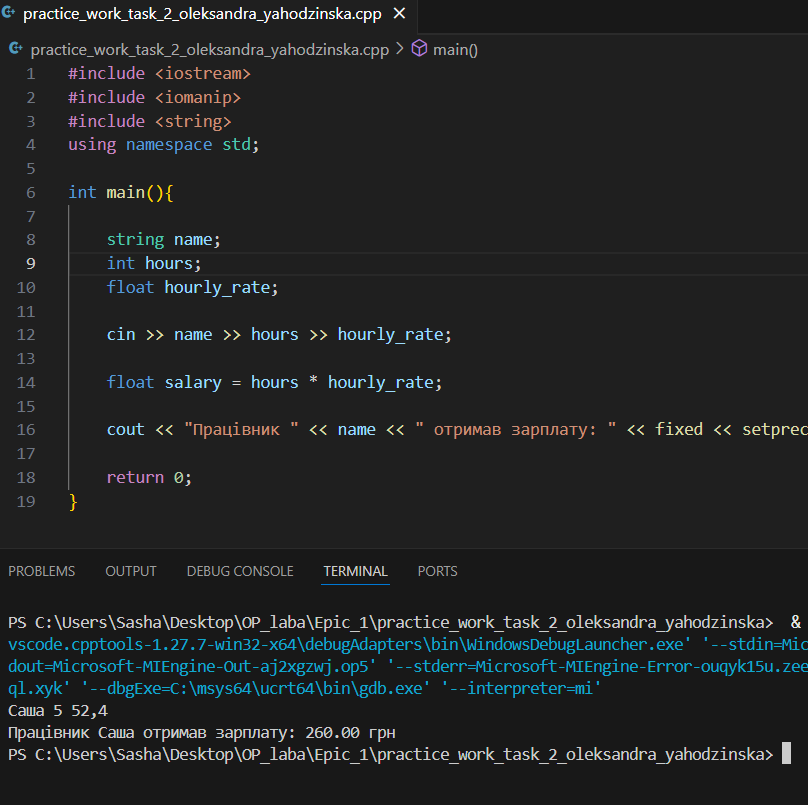 practice_work_task_2_oleksandra_yahodzinska.cpp ×
practice_work_task_2_oleksandra_yahodzinska.cpp > main()
1 #include <iostream>
2 #include <iomanip>
3 #include <string>
4 using namespace std;
5
6 int main(){
7
8 string name;
9 int hours;
10 float hourly_rate;
11
12 cin >> name >> hours >> hourly_rate;
13
14 float salary = hours * hourly_rate;
15
16 cout << "Працівник " << name << " отримав зарплату: " << fixed << setprec
17
18 return 0;
19 }
PROBLEMS OUTPUT DEBUG CONSOLE TERMINAL PORTS
PS C:\Users\Sasha\Desktop\OP_laba\Epic_1\practice_work_task_2_oleksandra_yahodzinska> &
vscode.cpptools-1.27.7-win32-x64\debugAdapters\bin\WindowsDebugLauncher.exe' '--stdin=Mic
dout=Microsoft-MIEngine-Out-aj2xgzwj.op5' '--stderr=Microsoft-MIEngine-Error-ouqyk15u.zee
ql.xyk' '--dbgExe=C:\msys64\ucrt64\bin\gdb.exe' '--interpreter=mi'
Саша 5 52,4
Працівник Саша отримав зарплату: 260.00 грн
PS C:\Users\Sasha\Desktop\OP_laba\Epic_1\practice_work_task_2_oleksandra_yahodzinska>